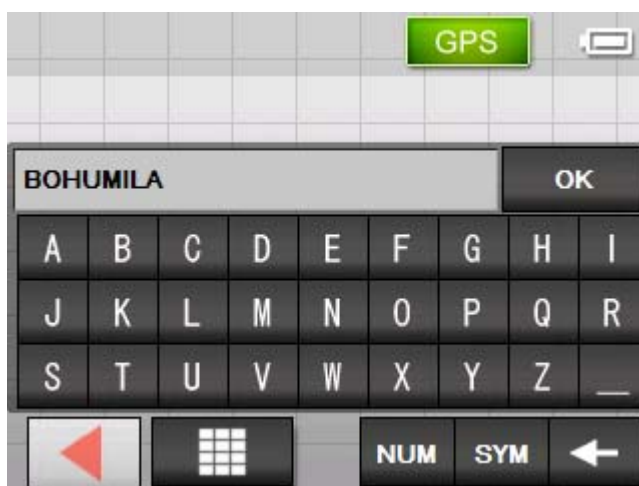 GPS
BOHUMILA OK
A B C D E F G H I
J K L M N O P Q R
S T U V W X Y Z _
NUM SYM